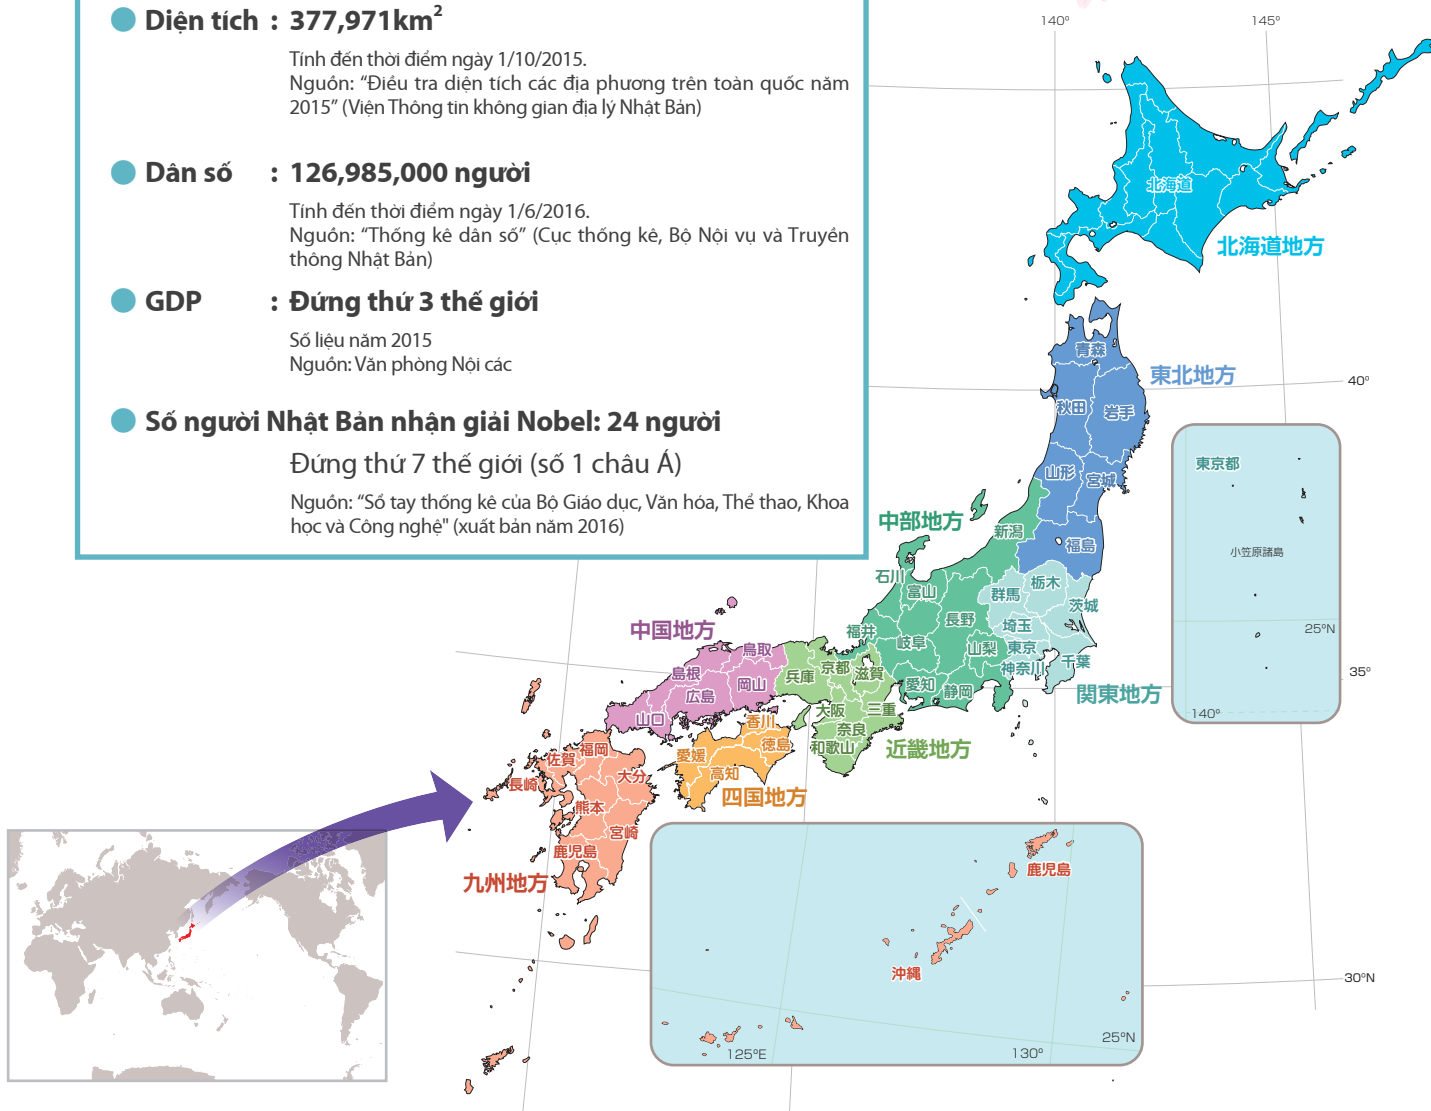 Diện tích : 377,971km²
Tính đến thời điểm ngày 1/10/2015.
Nguồn: “Điều tra diện tích các địa phương trên toàn quốc năm
2015” (Viện Thông tin không gian địa lý Nhật Bản)
Dân số : 126,985,000 người
Tính đến thời điểm ngày 1/6/2016.
Nguồn: “Thống kê dân số” (Cục thống kê, Bộ Nội vụ và Truyền
thông Nhật Bản)
GDP : Đứng thứ 3 thế giới
Số liệu năm 2015
Nguồn: Văn phòng Nội các
Số người Nhật Bản nhận giải Nobel: 24 người
Đứng thứ 7 thế giới (số 1 châu Á)
Nguồn: “Sổ tay thống kê của Bộ Giáo dục, Văn hóa, Thể thao, Khoa
học và Công nghệ" (xuất bản năm 2016)
140º
145º
北海道
北海道地方
青森
東北地方
40º
秋田
岩手
山形
宮城
福島
東京都
小笠原諸島
25ºN
140º
中部地方
新潟
石川
富山
福井
長野
岐阜
山梨
愛知
静岡
群馬
栃木
茨城
埼玉
東京
神奈川
千葉
関東地方
35º
中国地方
鳥取
島根
岡山
広島
山口
兵庫
京都
滋賀
大阪
三重
奈良
和歌山
近畿地方
香川
徳島
愛媛
高知
四国地方
福岡
佐賀
長崎
大分
熊本
宮崎
鹿児島
九州地方
鹿児島
沖縄
30ºN
25ºN
125ºE
130º